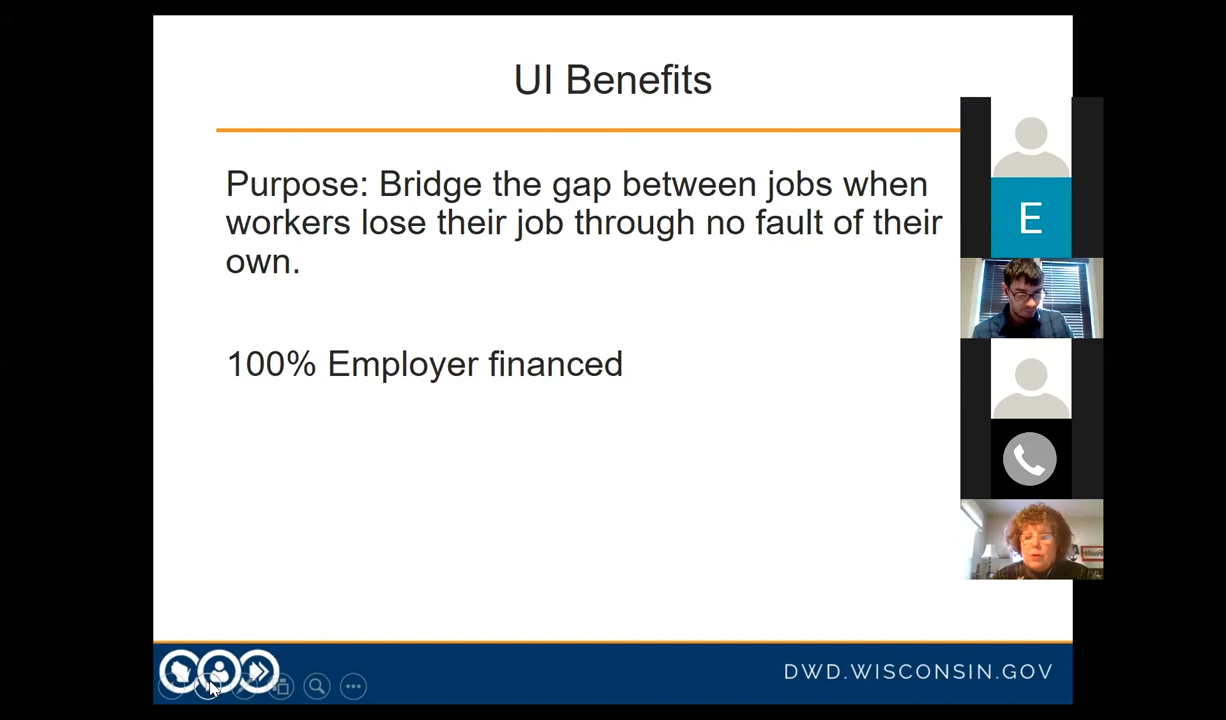 UI Benefits
Purpose: Bridge the gap between jobs when
workers lose their job through no fault of their
own.
100% Employer financed
E
DWD.WISCONSIN.GOV